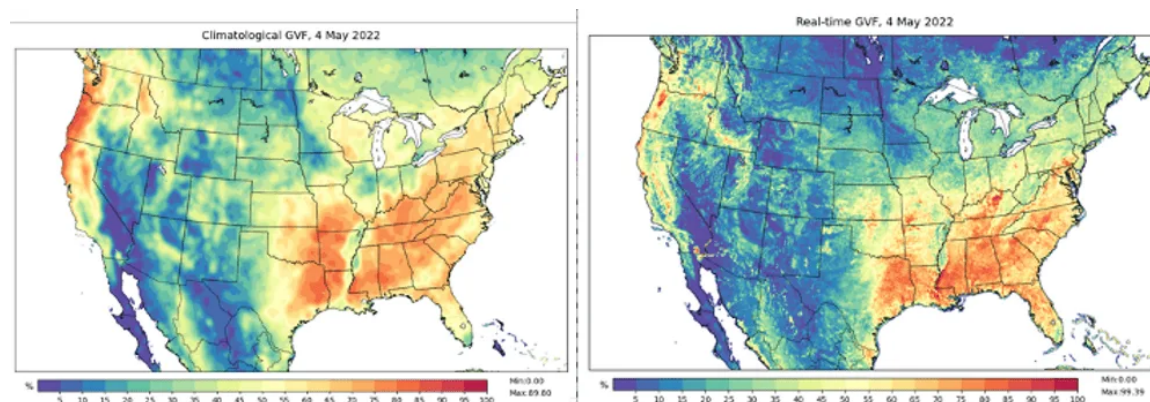 Climatological GVF, 4 May 2022
% 5 10 15 20 25 30 35 40 45 50 55 60 65 70 75 80 85 90 95 100
Min:0.00
Max:89.60
Real-time GVF, 4 May 2022
% 5 10 15 20 25 30 35 40 45 50 55 60 65 70 75 80 85 90 95 100
Min:0.00
Max:99.39